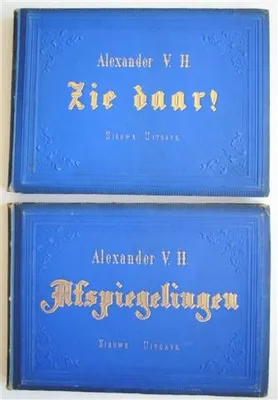 Alexander V. H.
Zie daar!
NIEUWE UITGAVE.
Alexander V. H.
Afspiegelingen
NIEUWE UITGAVE.